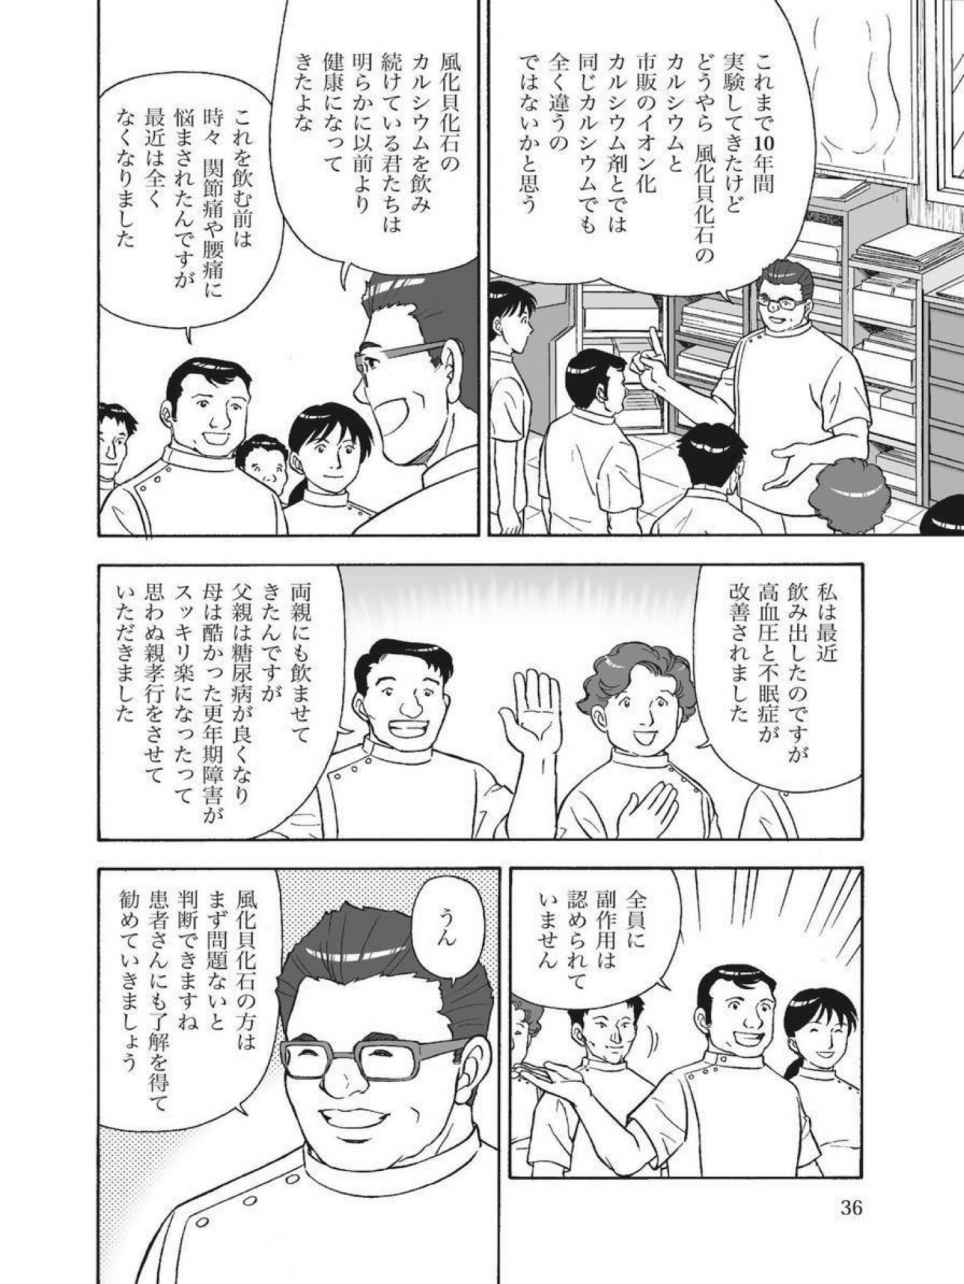 これまで10年間
実験してきたけど
どうやら 風化貝化石の
カルシウムと
市販のイオン化
カルシウム剤とでは
同じカルシウムでも
全く違うの
ではないかと思う
風化貝化石の
カルシウムを飲み
続けている君たちは
明らかに以前より
健康になって
きたよな
これを飲む前は
時々 関節痛や腰痛に
悩まされたんですが
最近は全く
なくなりました
私は最近
飲み出したのですが
高血圧と不眠症が
改善されました
両親にも飲ませて
きたんですが
父親は糖尿病が良くなり
母は酷かった更年期障害が
スッキリ楽になったって
思わぬ親孝行をさせて
いただきました
全員に
副作用は
認められて
いません
うん
風化貝化石の方は
まず問題ないと
判断できますね
患者さんにも了解を得て
勧めていきましょう
36